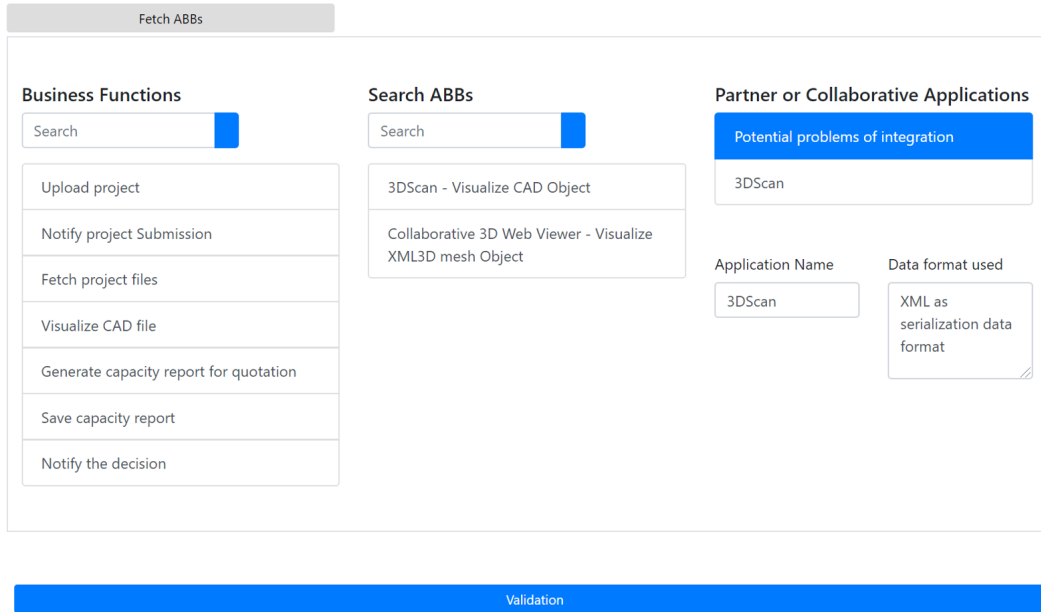 Fetch ABBs
Business Functions
Search
Upload project
Notify project Submission
Fetch project files
Visualize CAD file
Generate capacity report for quotation
Save capacity report
Notify the decision
Search ABBs
Search
3DScan - Visualize CAD Object
Collaborative 3D Web Viewer - Visualize
XML3D mesh Object
Partner or Collaborative Applications
Potential problems of integration
3DScan
Application Name
3DScan
Data format used
XML as
serialization data
format
Validation